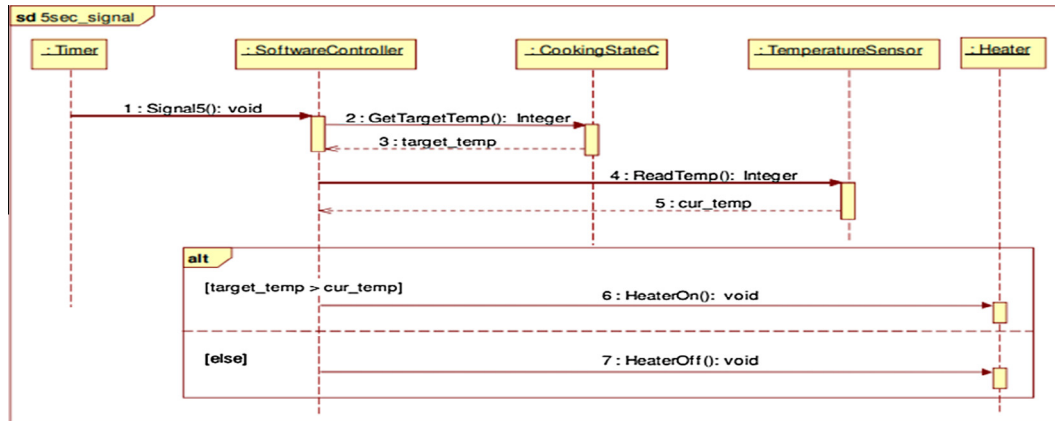 sd 5sec_signal
: Timer
: SoftwareController
: CookingStateC
: TemperatureSensor
: Heater
1 : Signal5(): void
2 : GetTargetTemp(): Integer
3 : target_temp
4 : ReadTemp(): Integer
5 : cur_temp
alt
[target_temp > cur_temp]
6 : HeaterOn(): void
[else]
7 : HeaterOff(): void